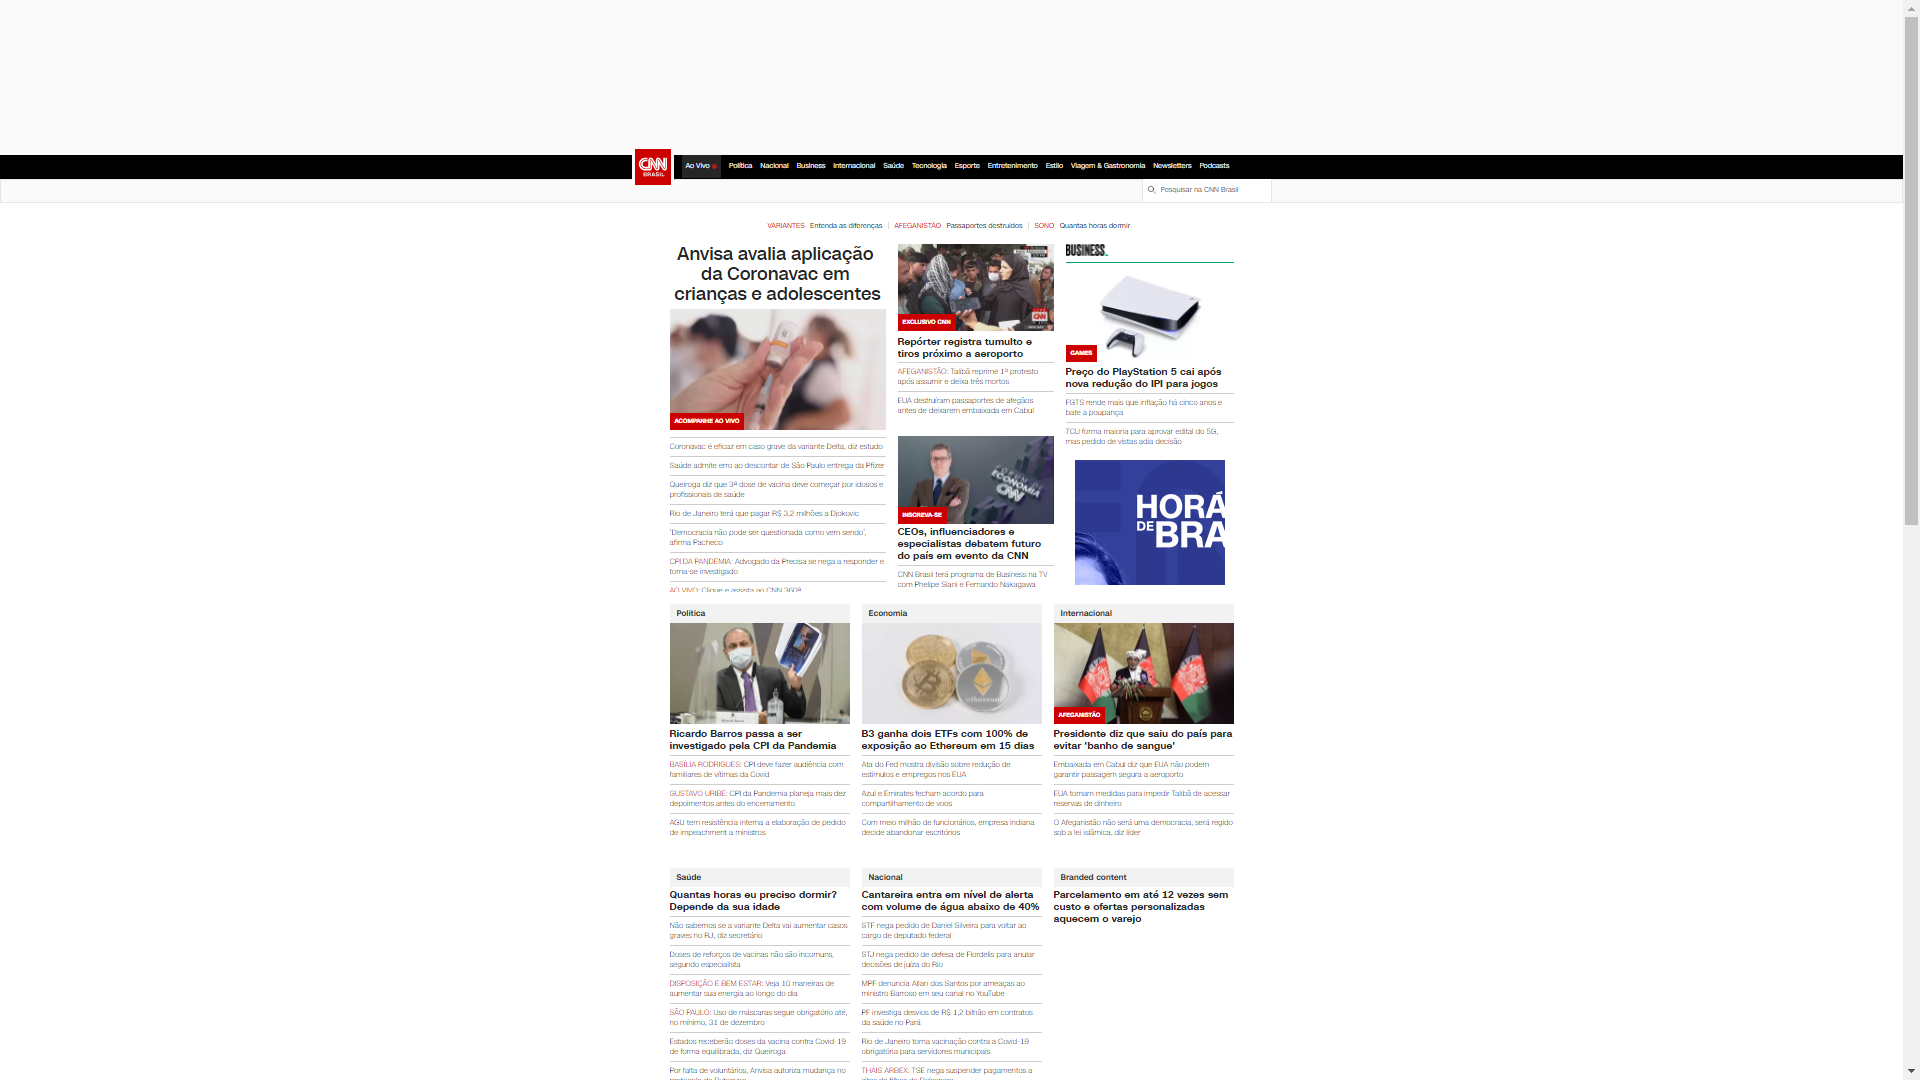 CNN
BRASIL
Ao Vivo
Política
Nacional
Business
Internacional
Saúde
Tecnologia
Esporte
Entretenimento
Estilo
Viagem & Gastronomia
Newsletters
Podcasts
Pesquisar na CNN Brasil
VARIANTES Entenda as diferenças | AFEGANISTÃO Passaportes destruídos | SONO Quantas horas dormir
Anvisa avalia aplicação
da Coronavac em
crianças e adolescentes
ACOMPANHE AO VIVO
Coronavac é eficaz em caso grave da variante Delta, diz estudo
Saúde admite erro ao descontar de São Paulo entrega da Pfizer
Queiroga diz que 3ª dose de vacina deve começar por idosos e
profissionais de saúde
Rio de Janeiro terá que pagar R$ 3,2 milhões a Djokovic
'Democracia não pode ser questionada como vem sendo',
afirma Pacheco
CPI DA PANDEMIA: Advogado da Precisa se nega a responder e
torna-se investigado
AO VIVO: Clique e assista ao CNN 360º
EXCLUSIVO CNN
CNN
Repórter registra tumulto e
tiros próximo a aeroporto
AFEGANISTÃO: Talibã reprime 1º protesto
após assumir e deixa três mortos
EUA destruíram passaportes de afegãos
antes de deixarem embaixada em Cabul
FÓRUM DE
ECONOMIA
CNN
INSCREVA-SE
CEOs, influenciadores e
especialistas debatem futuro
do país em evento da CNN
CNN Brasil terá programa de Business na TV
com Phelipe Siani e Fernando Nakagawa
BUSINESS
GAMES
Preço do PlayStation 5 cai após
nova redução do IPI para jogos
FGTS rende mais que inflação há cinco anos e
bate a poupança
TCU forma maioria para aprovar edital do 5G,
mas pedido de vistas adia decisão
HORÁ
DE BRA
Política
Ricardo Barros passa a ser
investigado pela CPI da Pandemia
BASÍLIA RODRIGUES: CPI deve fazer audiência com
familiares de vítimas da Covid
GUSTAVO URIBE: CPI da Pandemia planeja mais dez
depoimentos antes do encerramento
AGU tem resistência interna a elaboração de pedido
de impeachment a ministros
Economia
ethereum
B3 ganha dois ETFs com 100% de
exposição ao Ethereum em 15 dias
Ata do Fed mostra divisão sobre redução de
estímulos e empregos nos EUA
Azul e Emirates fecham acordo para
compartilhamento de voos
Com meio milhão de funcionários, empresa indiana
decide abandonar escritórios
Internacional
AFEGANISTÃO
Presidente diz que saiu do país para
evitar 'banho de sangue'
Embaixada em Cabul diz que EUA não podem
garantir passagem segura a aeroporto
EUA tomam medidas para impedir Talibã de acessar
reservas de dinheiro
O Afeganistão não será uma democracia, será regido
sob a lei islâmica, diz líder
Saúde
Quantas horas eu preciso dormir?
Depende da sua idade
Não sabemos se a variante Delta vai aumentar casos
graves no RJ, diz secretário
Doses de reforços de vacinas não são incomuns,
segundo especialista
DISPOSIÇÃO E BEM ESTAR: Veja 10 maneiras de
aumentar sua energia ao longo do dia
SÃO PAULO: Uso de máscaras segue obrigatório até,
no mínimo, 31 de dezembro
Estados receberão doses da vacina contra Covid-19
de forma equilibrada, diz Queiroga
Por falta de voluntários, Anvisa autoriza mudança no
Nacional
Cantareira entra em nível de alerta
com volume de água abaixo de 40%
STF nega pedido de Daniel Silveira para voltar ao
cargo de deputado federal
STJ nega pedido de defesa de Flordelis para anular
decisões de juíza do Rio
MPF denuncia Allan dos Santos por ameaças ao
ministro Barroso em seu canal no YouTube
PF investiga desvios de R$ 1,2 bilhão em contratos
da saúde no Pará
Rio de Janeiro torna vacinação contra a Covid-19
obrigatória para servidores municipais
THAIS ARBEX: TSE nega suspender pagamentos a
Branded content
Parcelamento em até 12 vezes sem
custo e ofertas personalizadas
aquecem o varejo